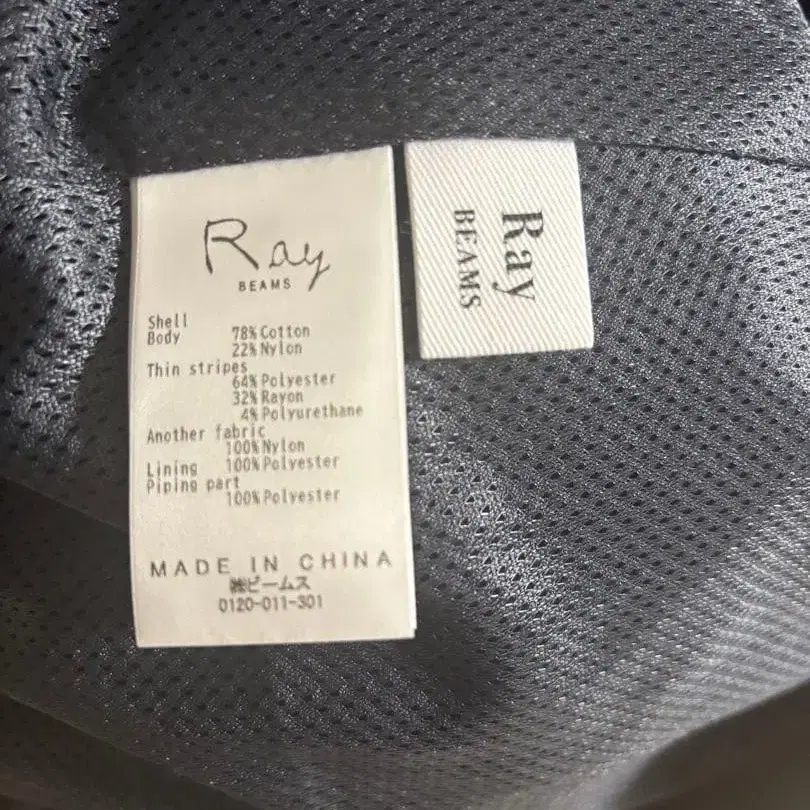 Ray
BEAMS
Shell
Body 78%Cotton
22%Nylon
Thin stripes
64%Polyester
32%Rayon
4%Polyurethane
Another fabric
100%Nylon
Lining 100%Polyester
Piping part
100%Polyester
MADE IN CHINA
㈱ビームス
0120-011-301
Ray
BEAMS